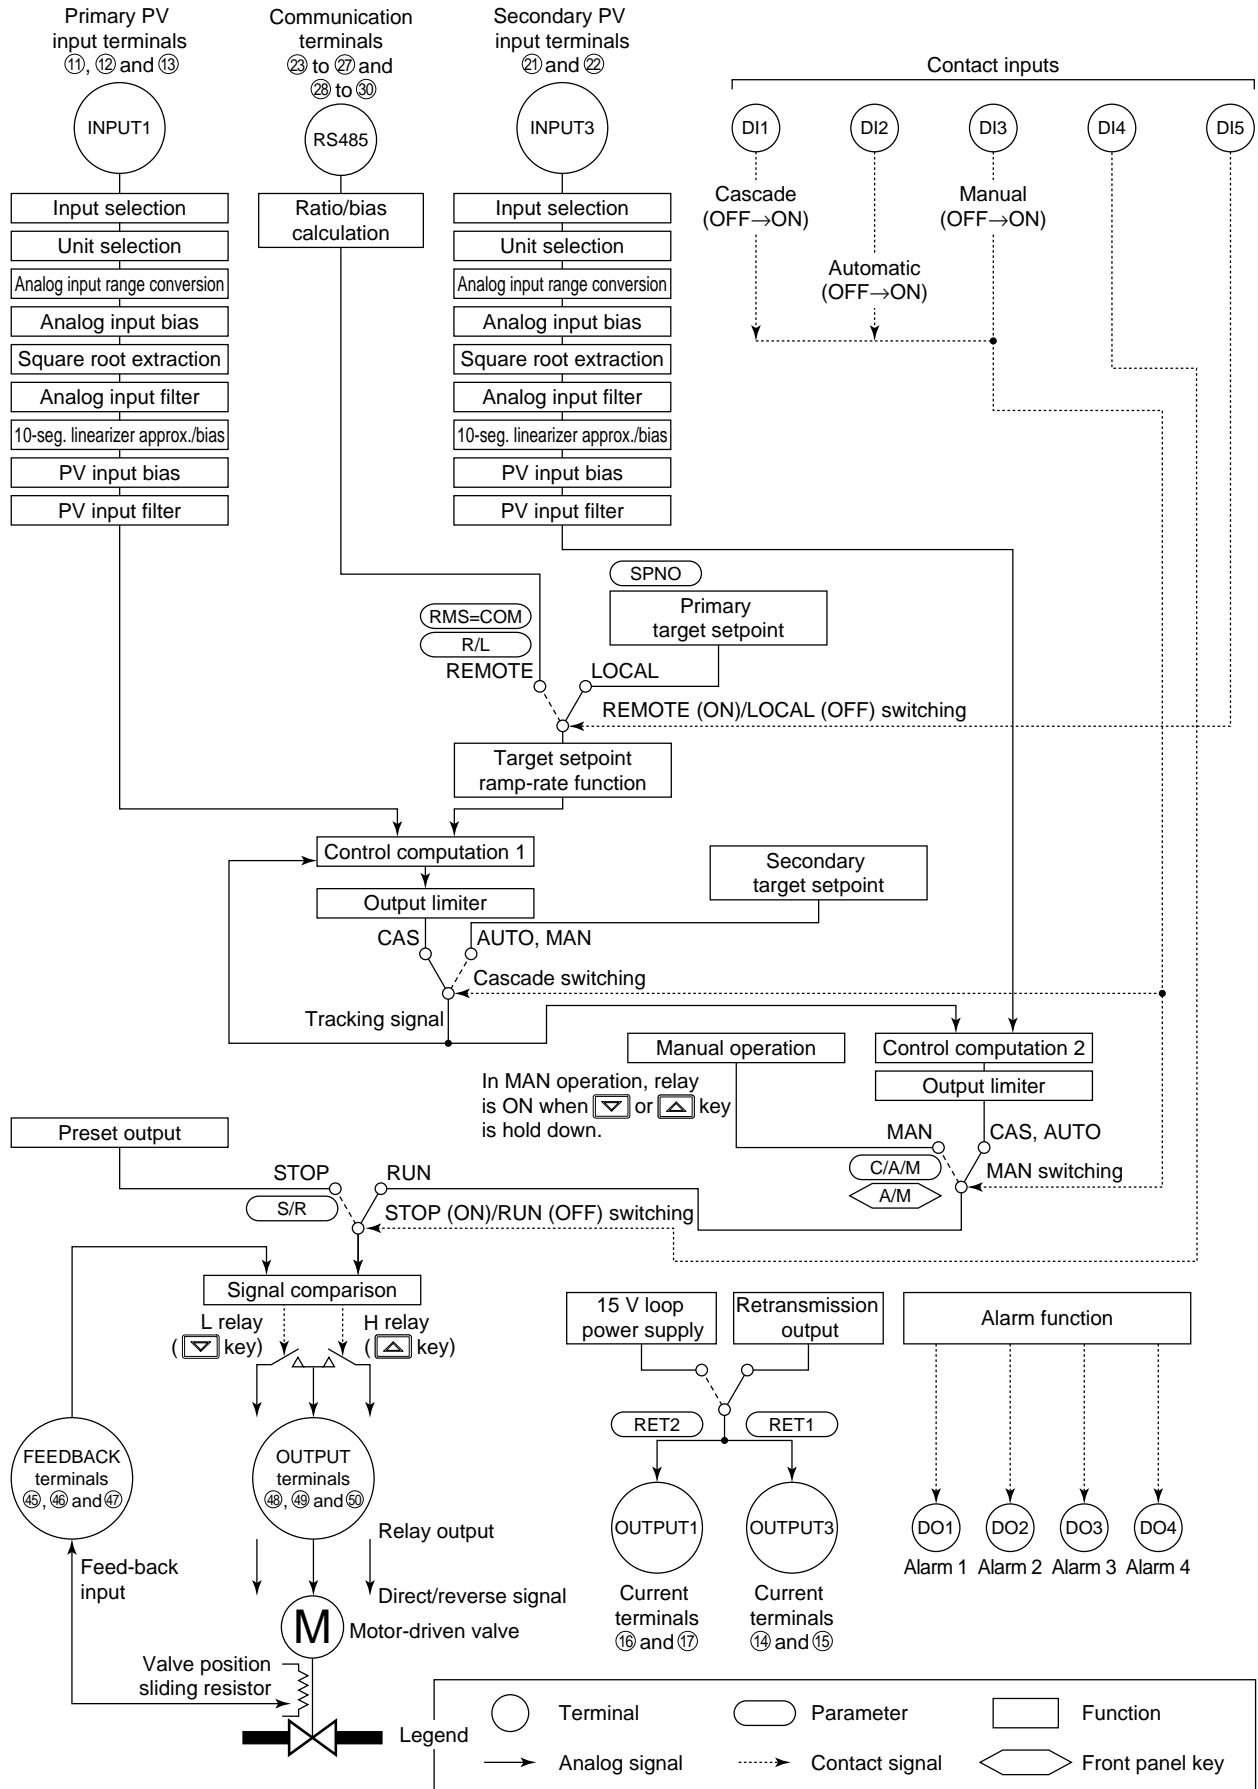 Primary PV
input terminals
⑪, ⑫ and ⑬
INPUT1
Communication
terminals
㉓ to ㉗ and
㉘ to ㉚
RS485
Secondary PV
input terminals
㉑ and ㉒
INPUT3
Contact inputs
DI1
DI2
DI3
DI4
DI5
Cascade
(OFF→ON)
Automatic
(OFF→ON)
Manual
(OFF→ON)
Input selection
Unit selection
Analog input range conversion
Analog input bias
Square root extraction
Analog input filter
10-seg. linearizer approx./bias
PV input bias
PV input filter
Ratio/bias
calculation
Input selection
Unit selection
Analog input range conversion
Analog input bias
Square root extraction
Analog input filter
10-seg. linearizer approx./bias
PV input bias
PV input filter
SPNO
Primary
target setpoint
RMS=COM
R/L
REMOTE
LOCAL
REMOTE (ON)/LOCAL (OFF) switching
Target setpoint
ramp-rate function
Control computation 1
Output limiter
Secondary
target setpoint
CAS
AUTO, MAN
Cascade switching
Tracking signal
Manual operation
Control computation 2
Output limiter
In MAN operation, relay
is ON when ▽ or △ key
is hold down.
MAN
CAS, AUTO
C/A/M
A/M
MAN switching
Preset output
STOP
RUN
S/R
STOP (ON)/RUN (OFF) switching
Signal comparison
L relay
(▽ key)
H relay
(△ key)
FEEDBACK
terminals
㊺, ㊻ and ㊼
OUTPUT
terminals
㊽, ㊾ and ㊿
Relay output
Feed-back
input
Direct/reverse signal
M
Motor-driven valve
Valve position
sliding resistor
15 V loop
power supply
Retransmission
output
RET2
RET1
OUTPUT1
OUTPUT3
Current
terminals
⑯ and ⑰
Current
terminals
⑭ and ⑮
Alarm function
DO1
DO2
DO3
DO4
Alarm 1
Alarm 2
Alarm 3
Alarm 4
Legend
Terminal
Parameter
Function
Analog signal
Contact signal
Front panel key